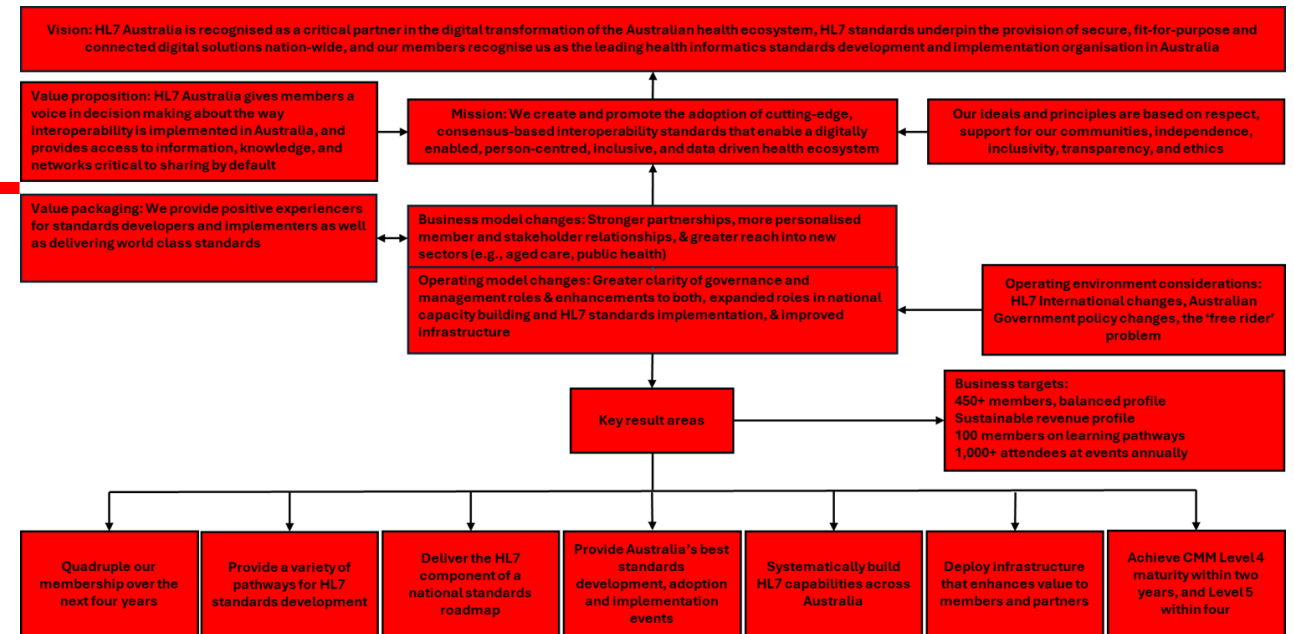 Vision: HL7 Australia is recognised as a critical partner in the digital transformation of the Australian health ecosystem, HL7 standards underpin the provision of secure, fit-for-purpose and
connected digital solutions nation-wide, and our members recognise us as the leading health informatics standards development and implementation organisation in Australia
Value proposition: HL7 Australia gives members a
voice in decision making about the way
interoperability is implemented in Australia, and
provides access to information, knowledge, and
networks critical to sharing by default
Mission: We create and promote the adoption of cutting-edge,
consensus-based interoperability standards that enable a digitally
enabled, person-centred, inclusive, and data driven health ecosystem
Our ideals and principles are based on respect,
support for our communities, independence,
inclusivity, transparency, and ethics
Value packaging: We provide positive experiencers
for standards developers and implementers as well
as delivering world class standards
Business model changes: Stronger partnerships, more personalised
member and stakeholder relationships, & greater reach into new
sectors (e.g., aged care, public health)
Operating model changes: Greater clarity of governance and
management roles & enhancements to both, expanded roles in national
capacity building and HL7 standards implementation, & improved
infrastructure
Operating environment considerations:
HL7 International changes, Australian
Government policy changes, the ‘free rider’
problem
Key result areas
Business targets:
450+ members, balanced profile
Sustainable revenue profile
100 members on learning pathways
1,000+ attendees at events annually
Quadruple our
membership over the
next four years
Provide a variety of
pathways for HL7
standards development
Deliver the HL7
component of a
national standards
roadmap
Provide Australia’s best
standards
development, adoption
and implementation
events
Systematically build
HL7 capabilities across
Australia
Deploy infrastructure
that enhances value to
members and partners
Achieve CMM Level 4
maturity within two
years, and Level 5
within four